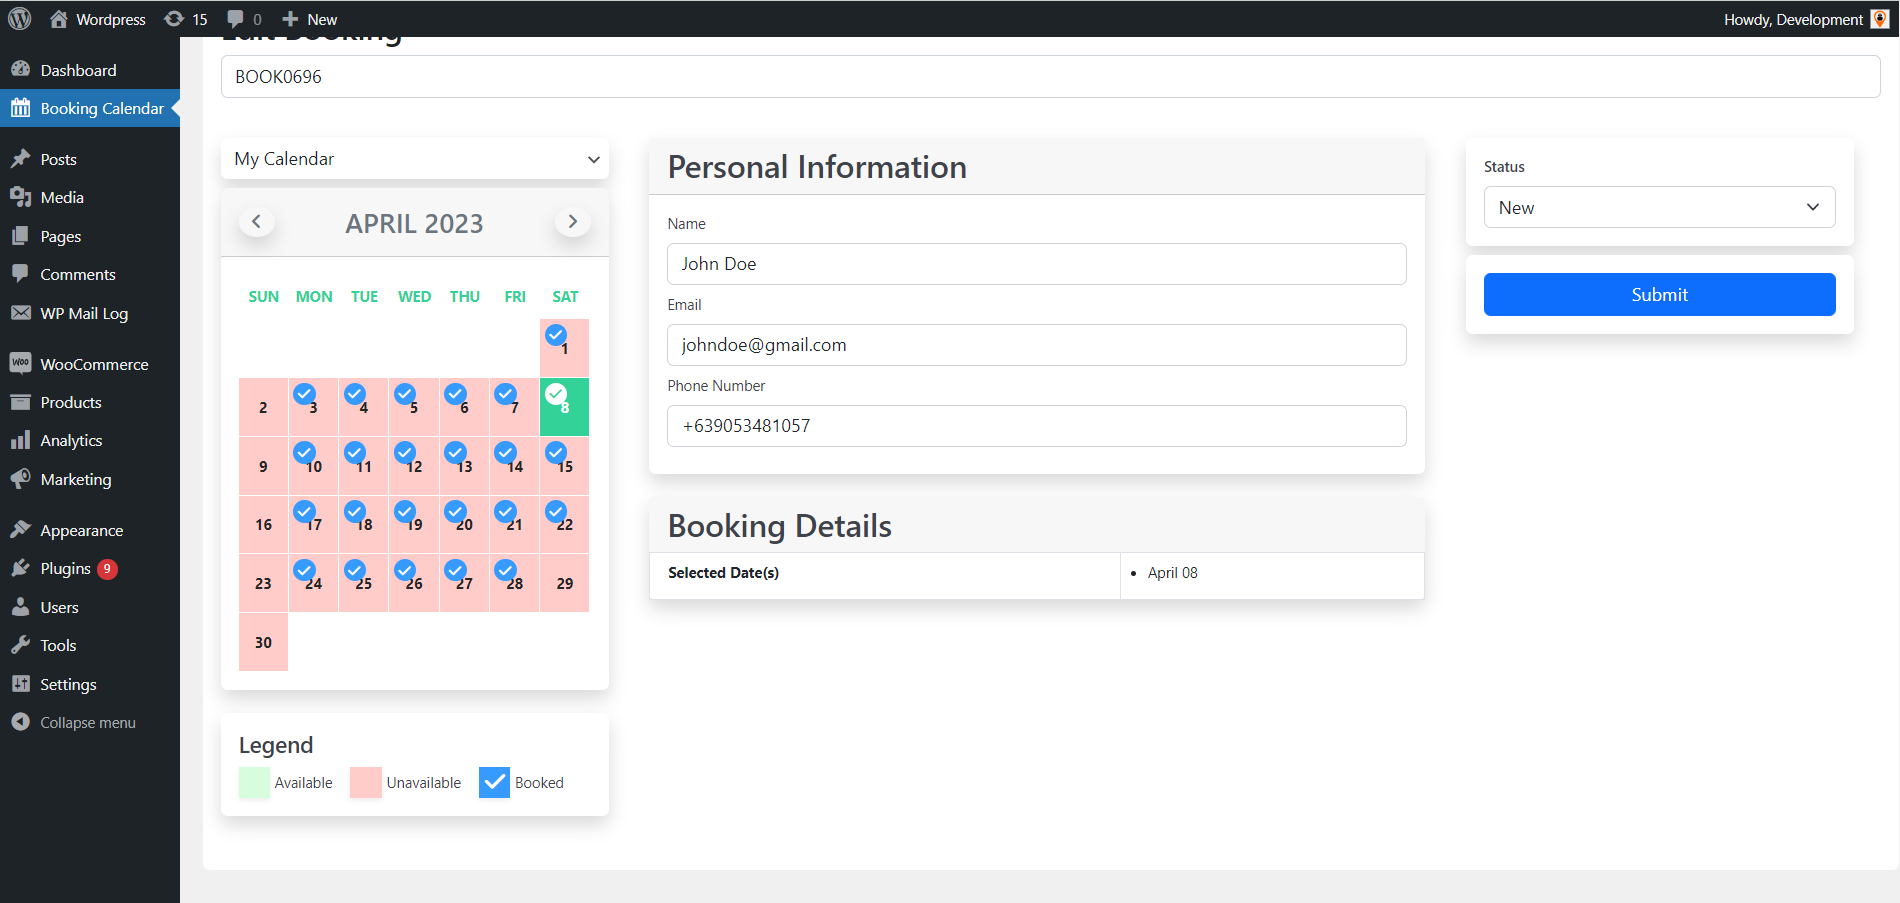 Wordpress 15 0 New Howdy, Development
Edit Booking
BOOK0696
Dashboard
Booking Calendar
Posts
Media
Pages
Comments
WP Mail Log
WooCommerce
Products
Analytics
Marketing
Appearance
Plugins 9
Users
Tools
Settings
Collapse menu
My Calendar
APRIL 2023
SUN MON TUE WED THU FRI SAT
1
2 3 4 5 6 7 8
9 10 11 12 13 14 15
16 17 18 19 20 21 22
23 24 25 26 27 28 29
30
Legend
Available Unavailable Booked
Personal Information
Name
John Doe
Email
johndoe@gmail.com
Phone Number
+639053481057
Booking Details
Selected Date(s) • April 08
Status
New
Submit